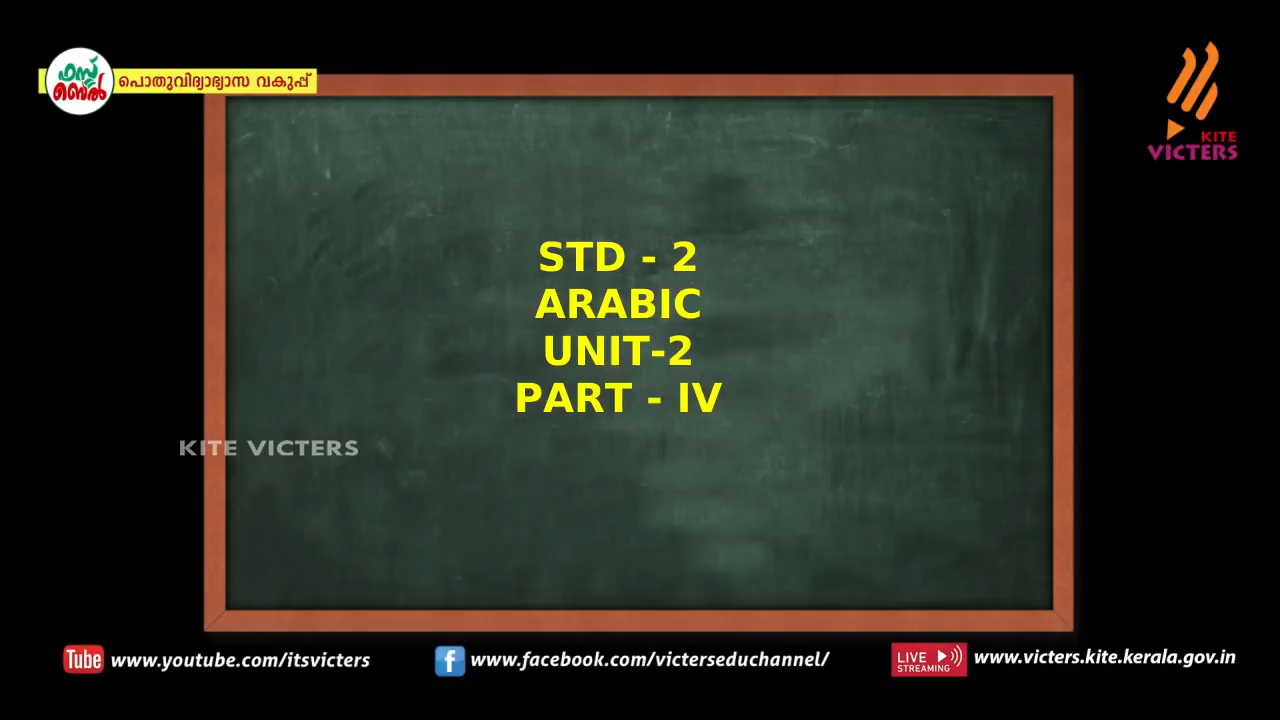 ഫസ്റ്റ്
ബെൽ
പൊതുവിദ്യാഭ്യാസ വകുപ്പ്
KITE
VICTERS
STD - 2
ARABIC
UNIT-2
PART - IV
KITE VICTERS
Tube www.youtube.com/itsvicters
f www.facebook.com/victerseduchannel/
LIVE
STREAMING
www.victers.kite.kerala.gov.in